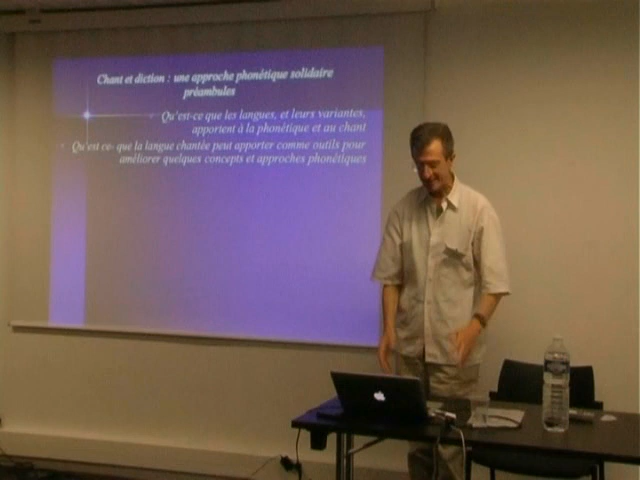 Chant et diction : une approche phonétique solidaire
préambules
Qu'est-ce que les langues, et leurs variantes,
apportent à la phonétique et au chant
Qu'est ce- que la langue chantée peut apporter comme outils pour
améliorer quelques concepts et approches phonétiques